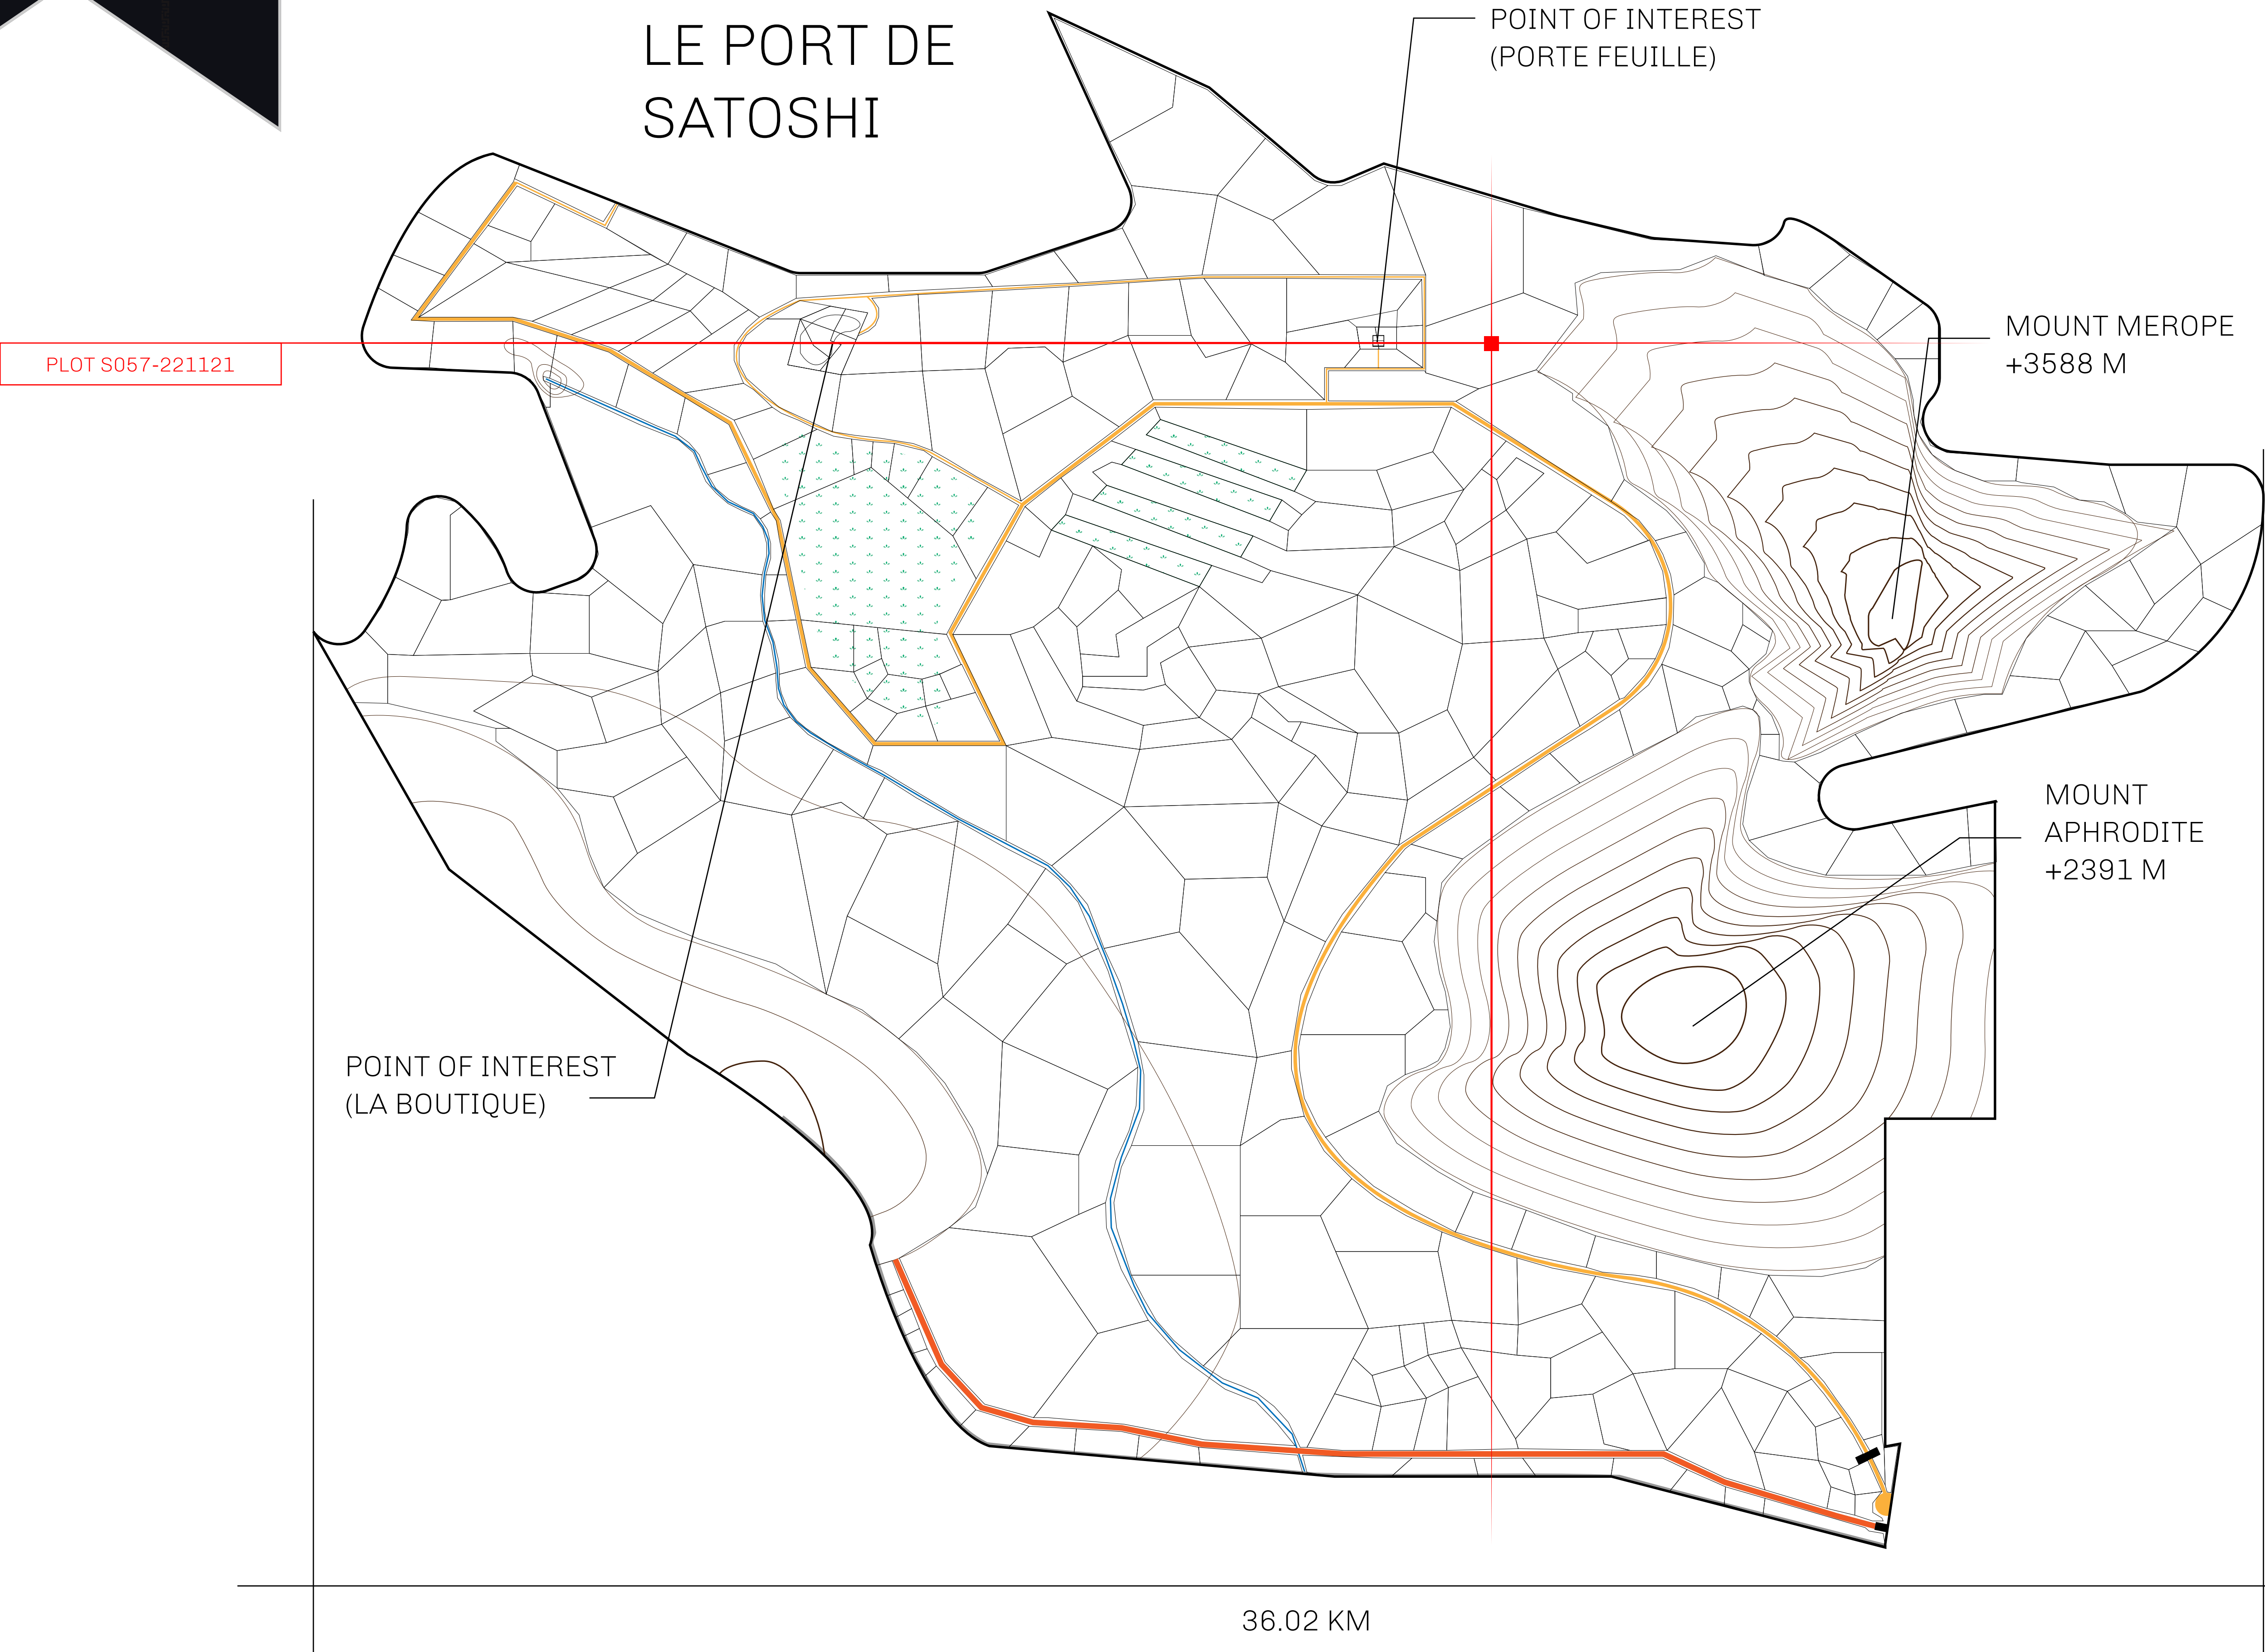 LE PORT DE
SATOSHI
POINT OF INTEREST
(PORTE FEUILLE)
MOUNT MEROPE
+3588 M
PLOT S057-221121
MOUNT
APHRODITE
+2391 M
POINT OF INTEREST
(LA BOUTIQUE)
36.02 KM